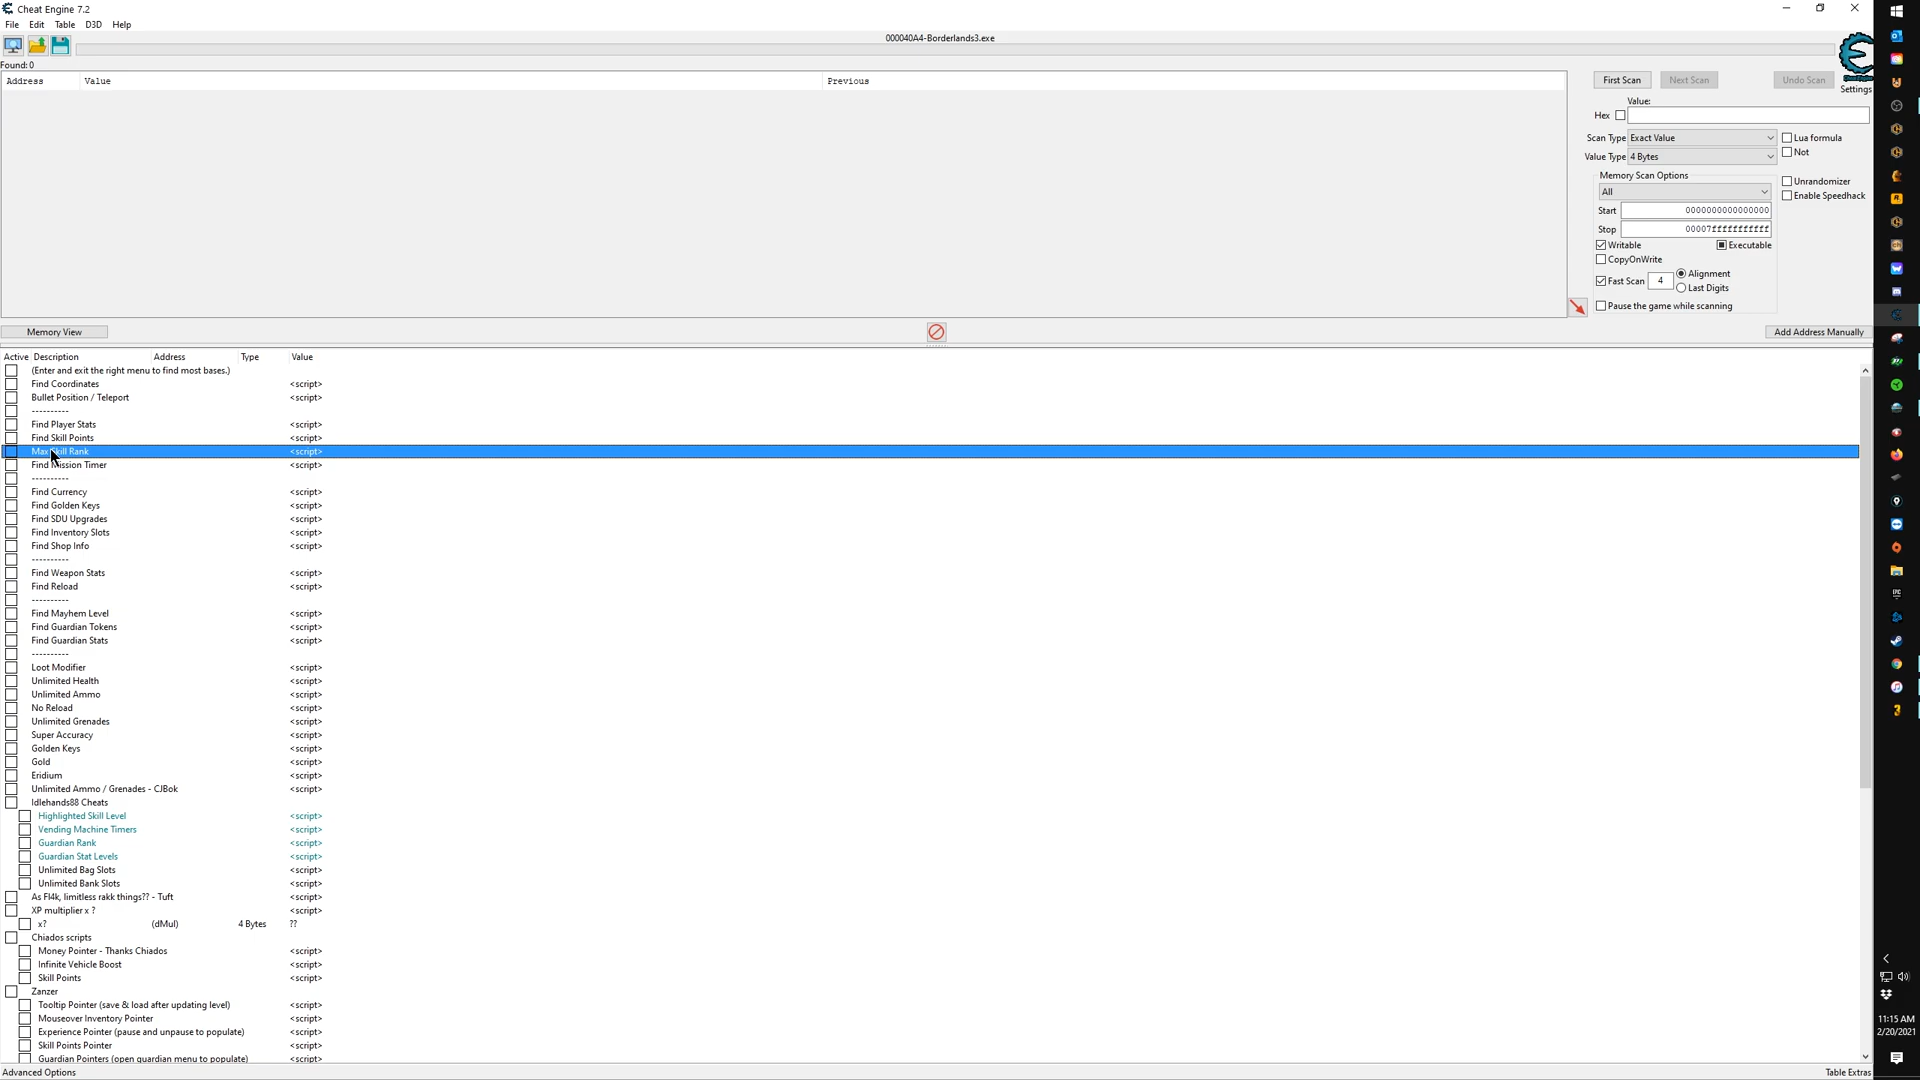 Cheat Engine 7.2
File Edit Table D3D Help
000040A4-Borderlands3.exe
Found: 0
Address Value Previous
First Scan Next Scan Undo Scan
Settings
Value:
Hex
Scan Type Exact Value Lua formula
Value Type 4 Bytes Not
Memory Scan Options
All
Unrandomizer
Enable Speedhack
Start 0000000000000000
Stop 00007fffffffffff
Writable Executable
CopyOnWrite
Fast Scan 4 Alignment
Last Digits
Pause the game while scanning
Memory View Add Address Manually
Active Description Address Type Value
(Enter and exit the right menu to find most bases.)
Find Coordinates <script>
Bullet Position / Teleport <script>
----------
Find Player Stats <script>
Find Skill Points <script>
Max Skill Rank <script>
Find Mission Timer <script>
----------
Find Currency <script>
Find Golden Keys <script>
Find SDU Upgrades <script>
Find Inventory Slots <script>
Find Shop Info <script>
----------
Find Weapon Stats <script>
Find Reload <script>
----------
Find Mayhem Level <script>
Find Guardian Tokens <script>
Find Guardian Stats <script>
----------
Loot Modifier <script>
Unlimited Health <script>
Unlimited Ammo <script>
No Reload <script>
Unlimited Grenades <script>
Super Accuracy <script>
Golden Keys <script>
Gold <script>
Eridium <script>
Unlimited Ammo / Grenades - CJBok <script>
Idlehands88 Cheats
Highlighted Skill Level <script>
Vending Machine Timers <script>
Guardian Rank <script>
Guardian Stat Levels <script>
Unlimited Bag Slots <script>
Unlimited Bank Slots <script>
As Fl4k, limitless rakk things?? - Tuft <script>
XP multiplier x ? <script>
x? (dMul) 4 Bytes ??
Chiados scripts
Money Pointer - Thanks Chiados <script>
Infinite Vehicle Boost <script>
Skill Points <script>
Zanzer
Tooltip Pointer (save & load after updating level) <script>
Mouseover Inventory Pointer <script>
Experience Pointer (pause and unpause to populate) <script>
Skill Points Pointer <script>
Guardian Pointers (open guardian menu to populate) <script>
Advanced Options Table Extras
11:15 AM
2/20/2021